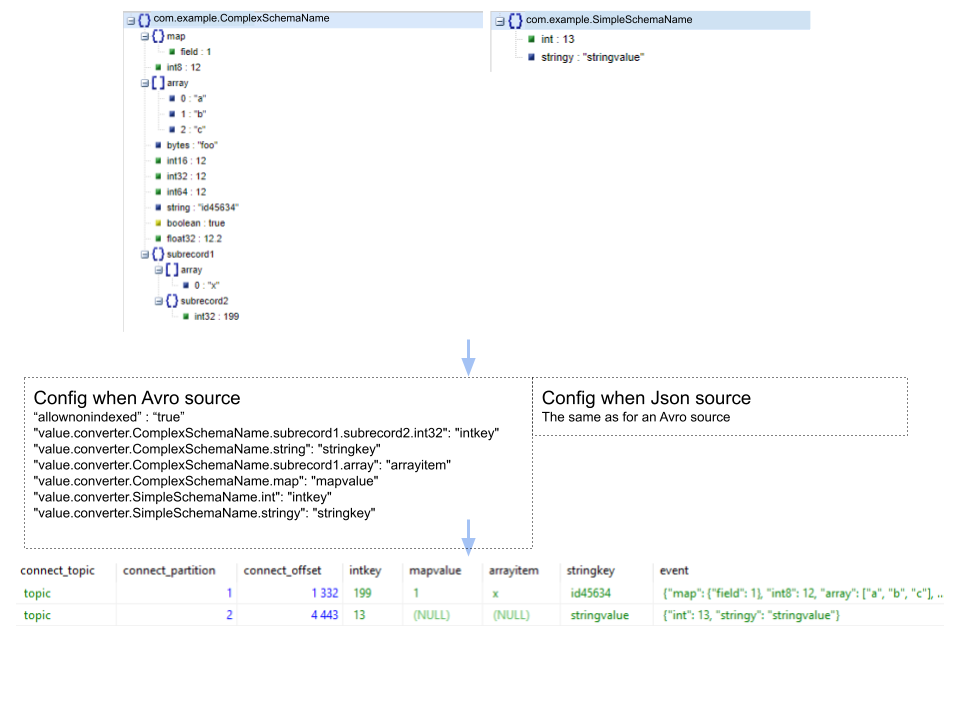 com.example.ComplexSchemaName
map
field : 1
int8 : 12
array
0 : "a"
1 : "b"
2 : "c"
bytes : "foo"
int16 : 12
int32 : 12
int64 : 12
string : "id45634"
boolean : true
float32 : 12.2
subrecord1
array
0 : "x"
subrecord2
int32 : 199
com.example.SimpleSchemaName
int : 13
stringy : "stringvalue"
Config when Avro source
“allownonindexed” : “true”
"value.converter.ComplexSchemaName.subrecord1.subrecord2.int32": "intkey"
"value.converter.ComplexSchemaName.string": "stringkey"
"value.converter.ComplexSchemaName.subrecord1.array": "arrayitem"
"value.converter.ComplexSchemaName.map": "mapvalue"
"value.converter.SimpleSchemaName.int": "intkey"
"value.converter.SimpleSchemaName.stringy": "stringkey"
Config when Json source
The same as for an Avro source
connect_topic connect_partition connect_offset intkey mapvalue arrayitem stringkey event
topic 1 1 332 199 1 x id45634 {"map": {"field": 1}, "int8": 12, "array": ["a", "b", "c"], ..
topic 2 4 443 13 (NULL) (NULL) stringvalue {"int": 13, "stringy": "stringvalue"}